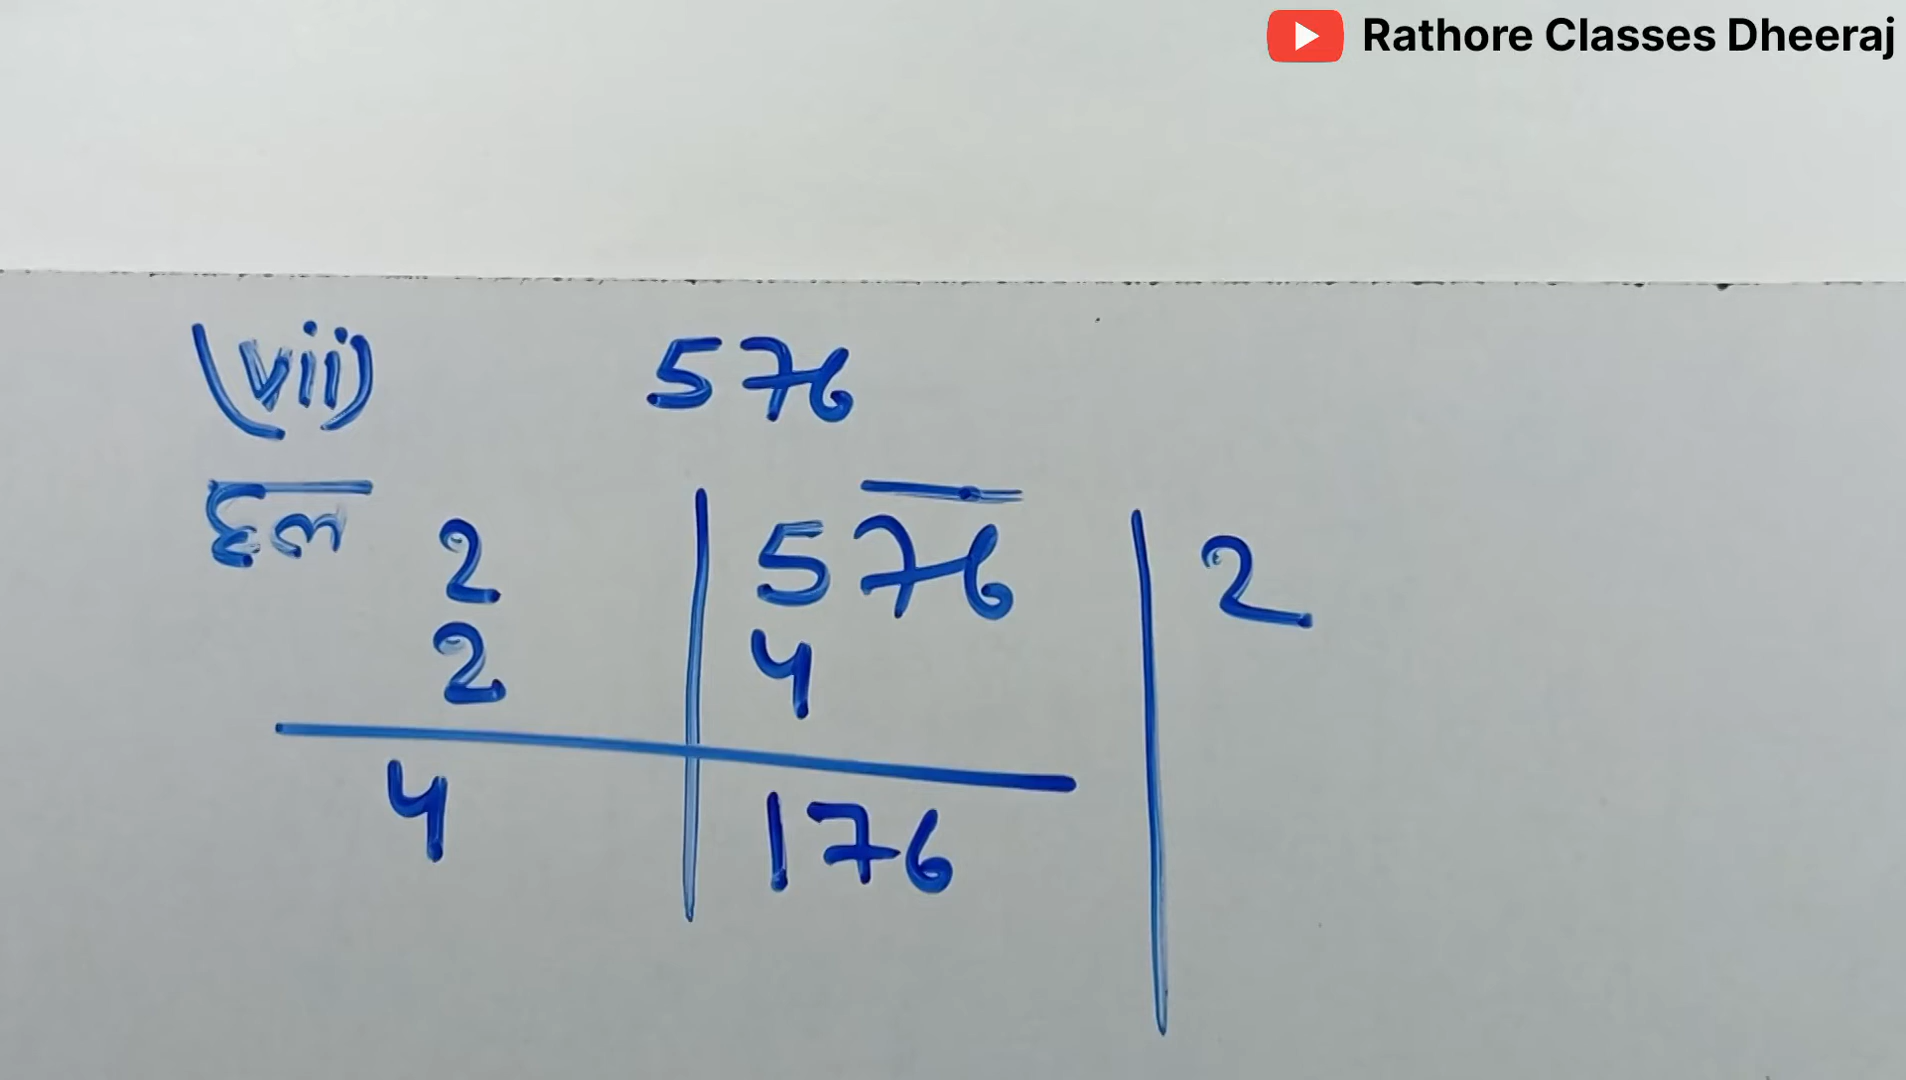 Rathore Classes Dheeraj
(vii) 576
हल 2 576 2
2 4
4 176